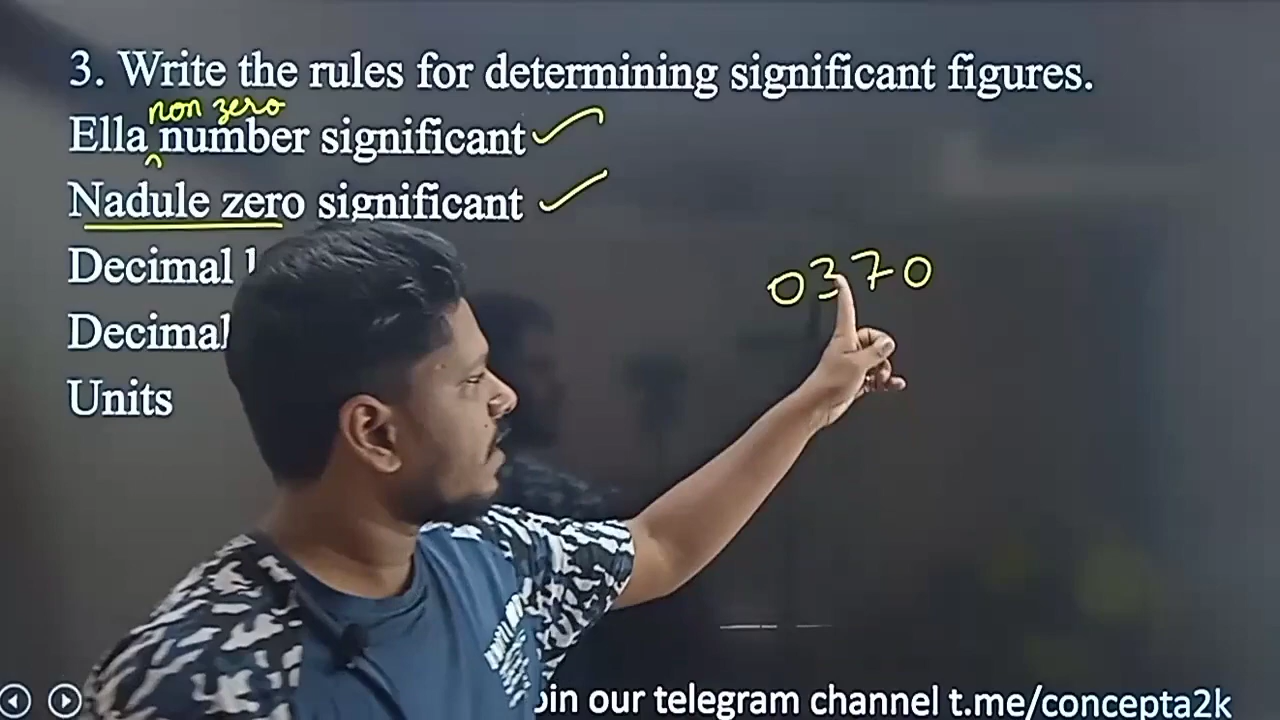 3. Write the rules for determining significant figures.
non zero
Ella ^ number significant ✓
Nadule zero significant ✓
Decimal
0370
Decimal
Units
join our telegram channel t.me/concepta2k